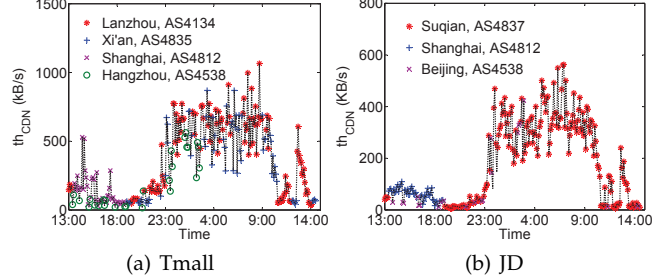 1500
1000
500
0
th_CDN (kB/s)
Lanzhou, AS4134
Xi'an, AS4835
Shanghai, AS4812
Hangzhou, AS4538
13:00 18:00 23:00 4:00 9:00 14:00
Time
(a) Tmall
800
600
400
200
0
th_CDN (kB/s)
Suqian, AS4837
Shanghai, AS4812
Beijing, AS4538
13:00 18:00 23:00 4:00 9:00 14:00
Time
(b) JD